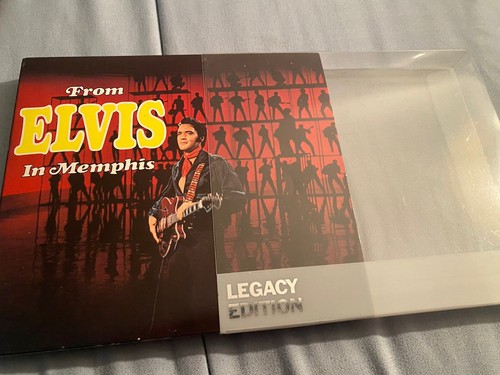 From
ELVIS
In Memphis
LEGACY
EDITION